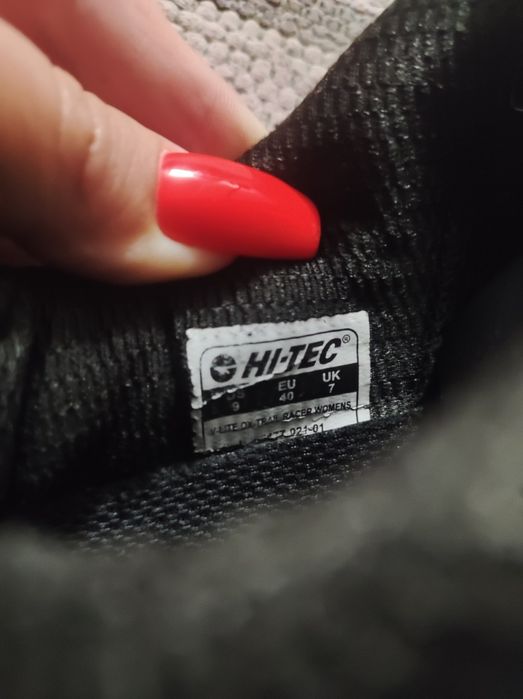 HI-TEC®
US EU UK
9 40 7
V-LITE OX TRAIL RACER WOMENS
021-01